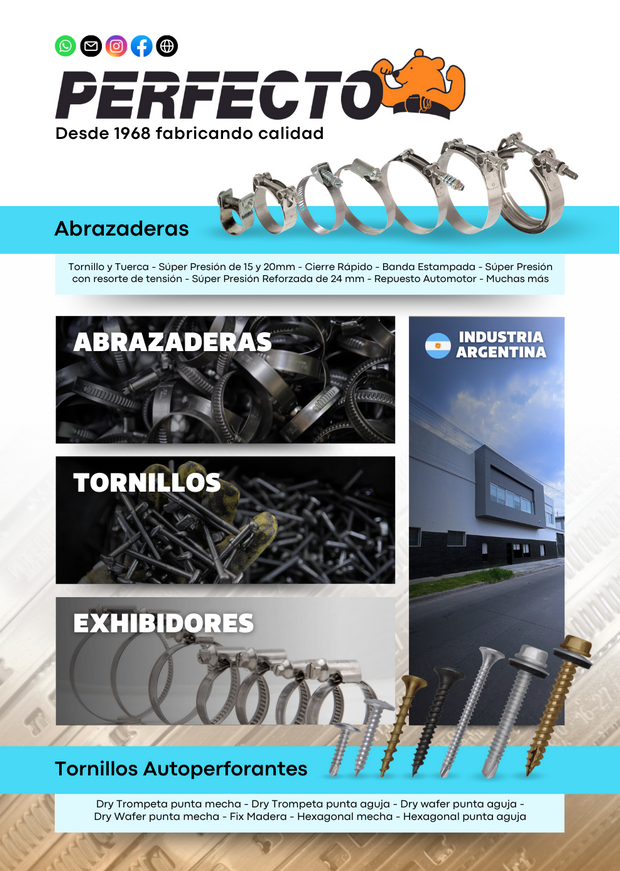 PERFECTO
Desde 1968 fabricando calidad
Abrazaderas
Tornillo y Tuerca - Súper Presión de 15 y 20mm - Cierre Rápido - Banda Estampada - Súper Presión
con resorte de tensión - Súper Presión Reforzada de 24 mm - Repuesto Automotor - Muchas más
ABRAZADERAS
INDUSTRIA
ARGENTINA
TORNILLOS
EXHIBIDORES
Tornillos Autoperforantes
Dry Trompeta punta mecha - Dry Trompeta punta aguja - Dry wafer punta aguja -
Dry Wafer punta mecha - Fix Madera - Hexagonal mecha - Hexagonal punta aguja